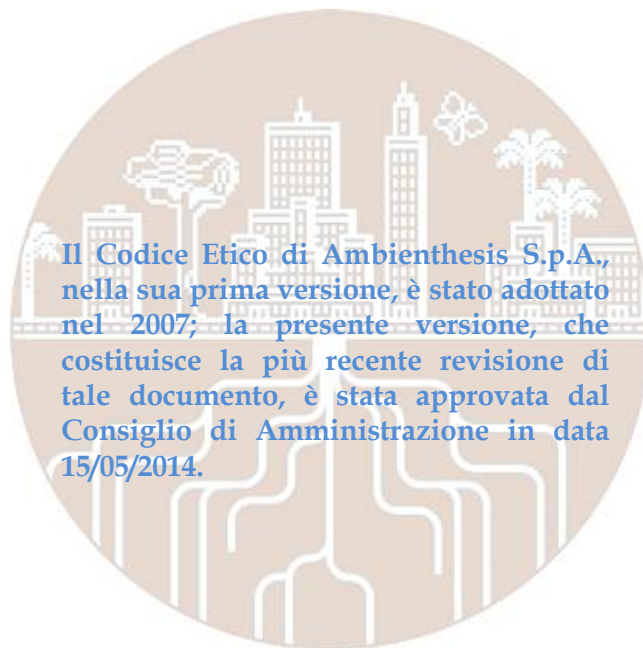 Il Codice Etico di Ambienthesis S.p.A.,
nella sua prima versione, è stato adottato
nel 2007; la presente versione, che
costituisce la più recente revisione di
tale documento, è stata approvata dal
Consiglio di Amministrazione in data
15/05/2014.